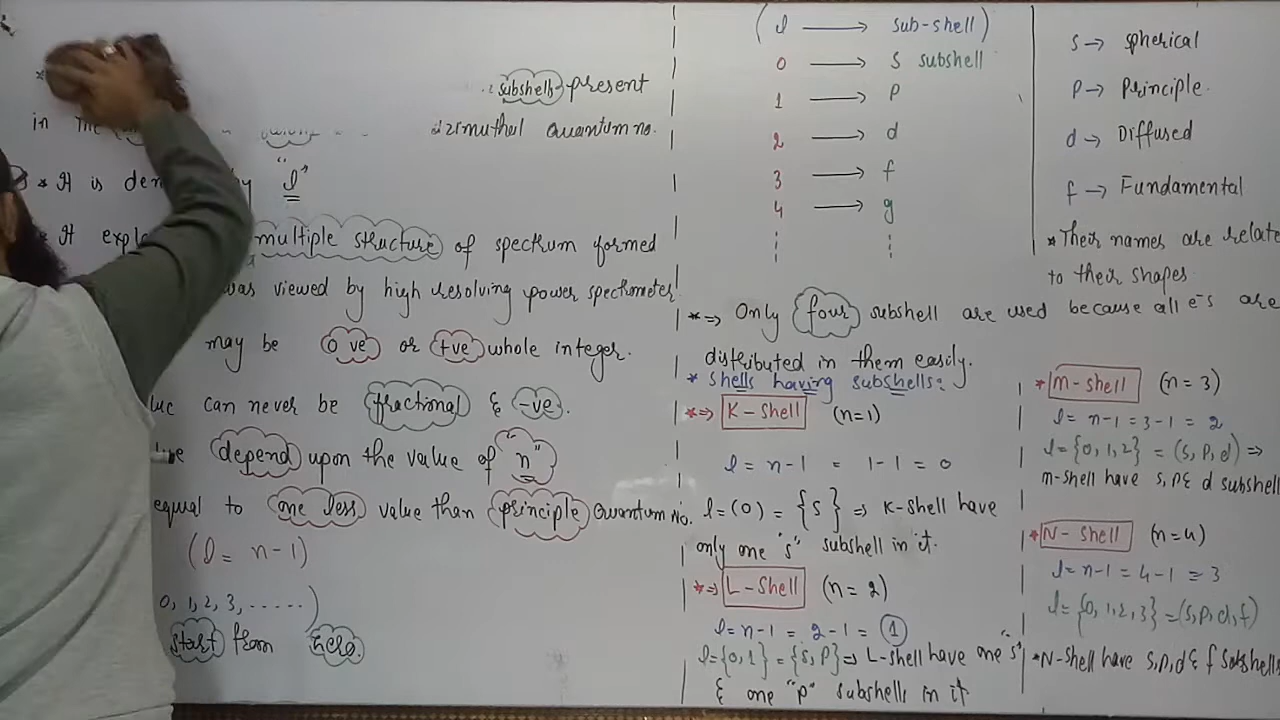 subshells present
in the azimuthal Quantum no.
* It is den by "l"
* It expl multiple structure of spectrum formed
was viewed by high resolving power spectrometer
may be 0 ve or +ve whole integer.
can never be fractional & -ve.
depend upon the value of "n"
equal to one less value than principle Quantum No.
(l = n-1)
0, 1, 2, 3, .....)
start from zero.
(l → sub-shell)
0 → s subshell
1 → p
2 → d
3 → f
4 → g
s → spherical
p → Principle.
d → Diffused
f → Fundamental
* Their names are relate
to their shapes.
*⇒ Only four subshell are used because all e⁻s are
distributed in them easily.
* shells having subshells:
*⇒ K-Shell (n=1)
l = n-1 = 1-1 = 0
l=(0) = {s} ⇒ K-shell have
only one "s" subshell in it.
*⇒ L-Shell (n=2)
l=n-1 = 2-1 = 1
l={0,1} = {s,p} ⇒ L-shell have one "s"
& one "p" subshells in it
* M-shell (n=3)
l= n-1 = 3-1 = 2
l={0,1,2} = (s,p,d) ⇒
m-shell have s, p & d subshell
* N-shell (n=4)
l=n-1 = 4-1 = 3
l={0,1,2,3} = (s,p,d,f)
* N-shell have s,p,d & f subshells